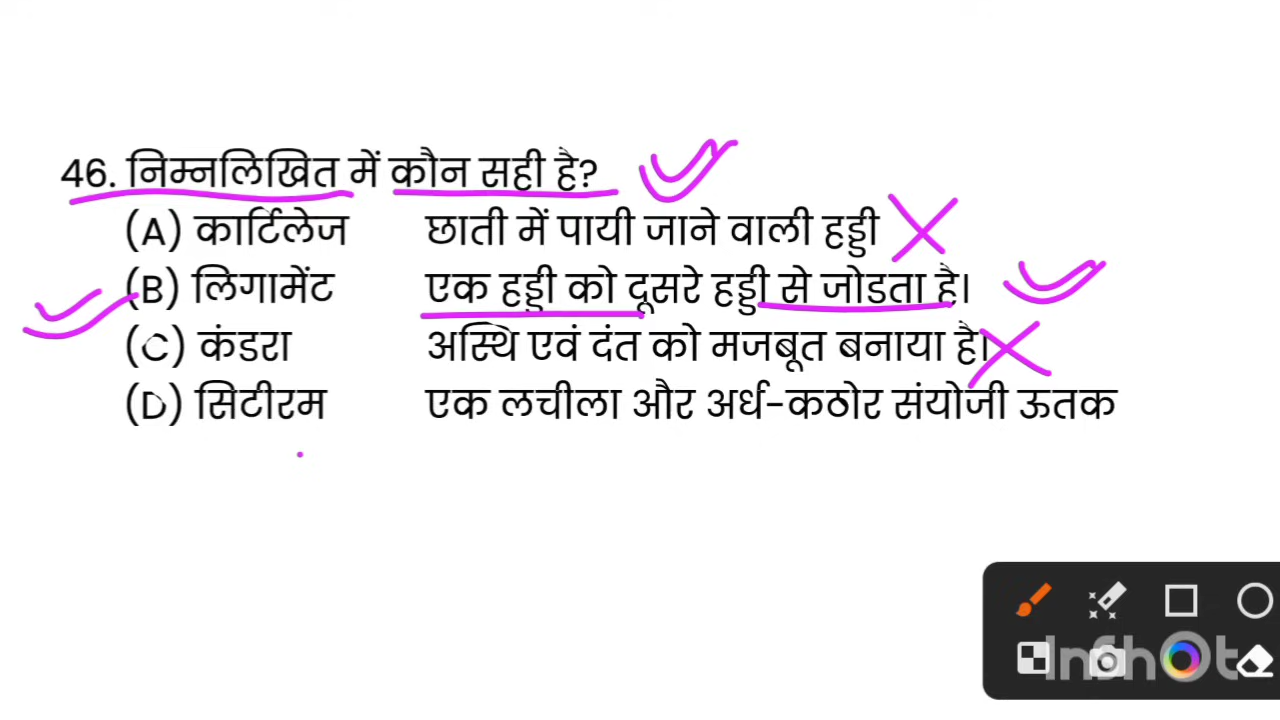 46. निम्नलिखित में कौन सही है?
(A) कार्टिलेज छाती में पायी जाने वाली हड्डी
(B) लिगामेंट एक हड्डी को दूसरे हड्डी से जोडता है।
(C) कंडरा अस्थि एवं दंत को मजबूत बनाया है।
(D) सिटीरम एक लचीला और अर्ध-कठोर संयोजी ऊतक
InShOt